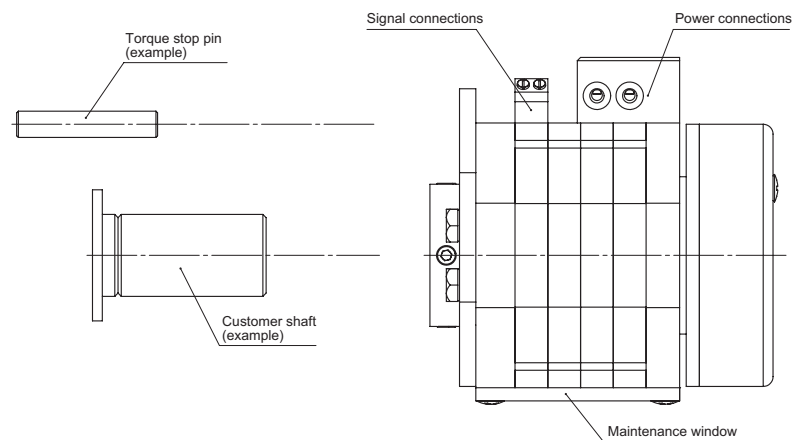 Signal connections
Power connections
Torque stop pin
(example)
Customer shaft
(example)
Maintenance window